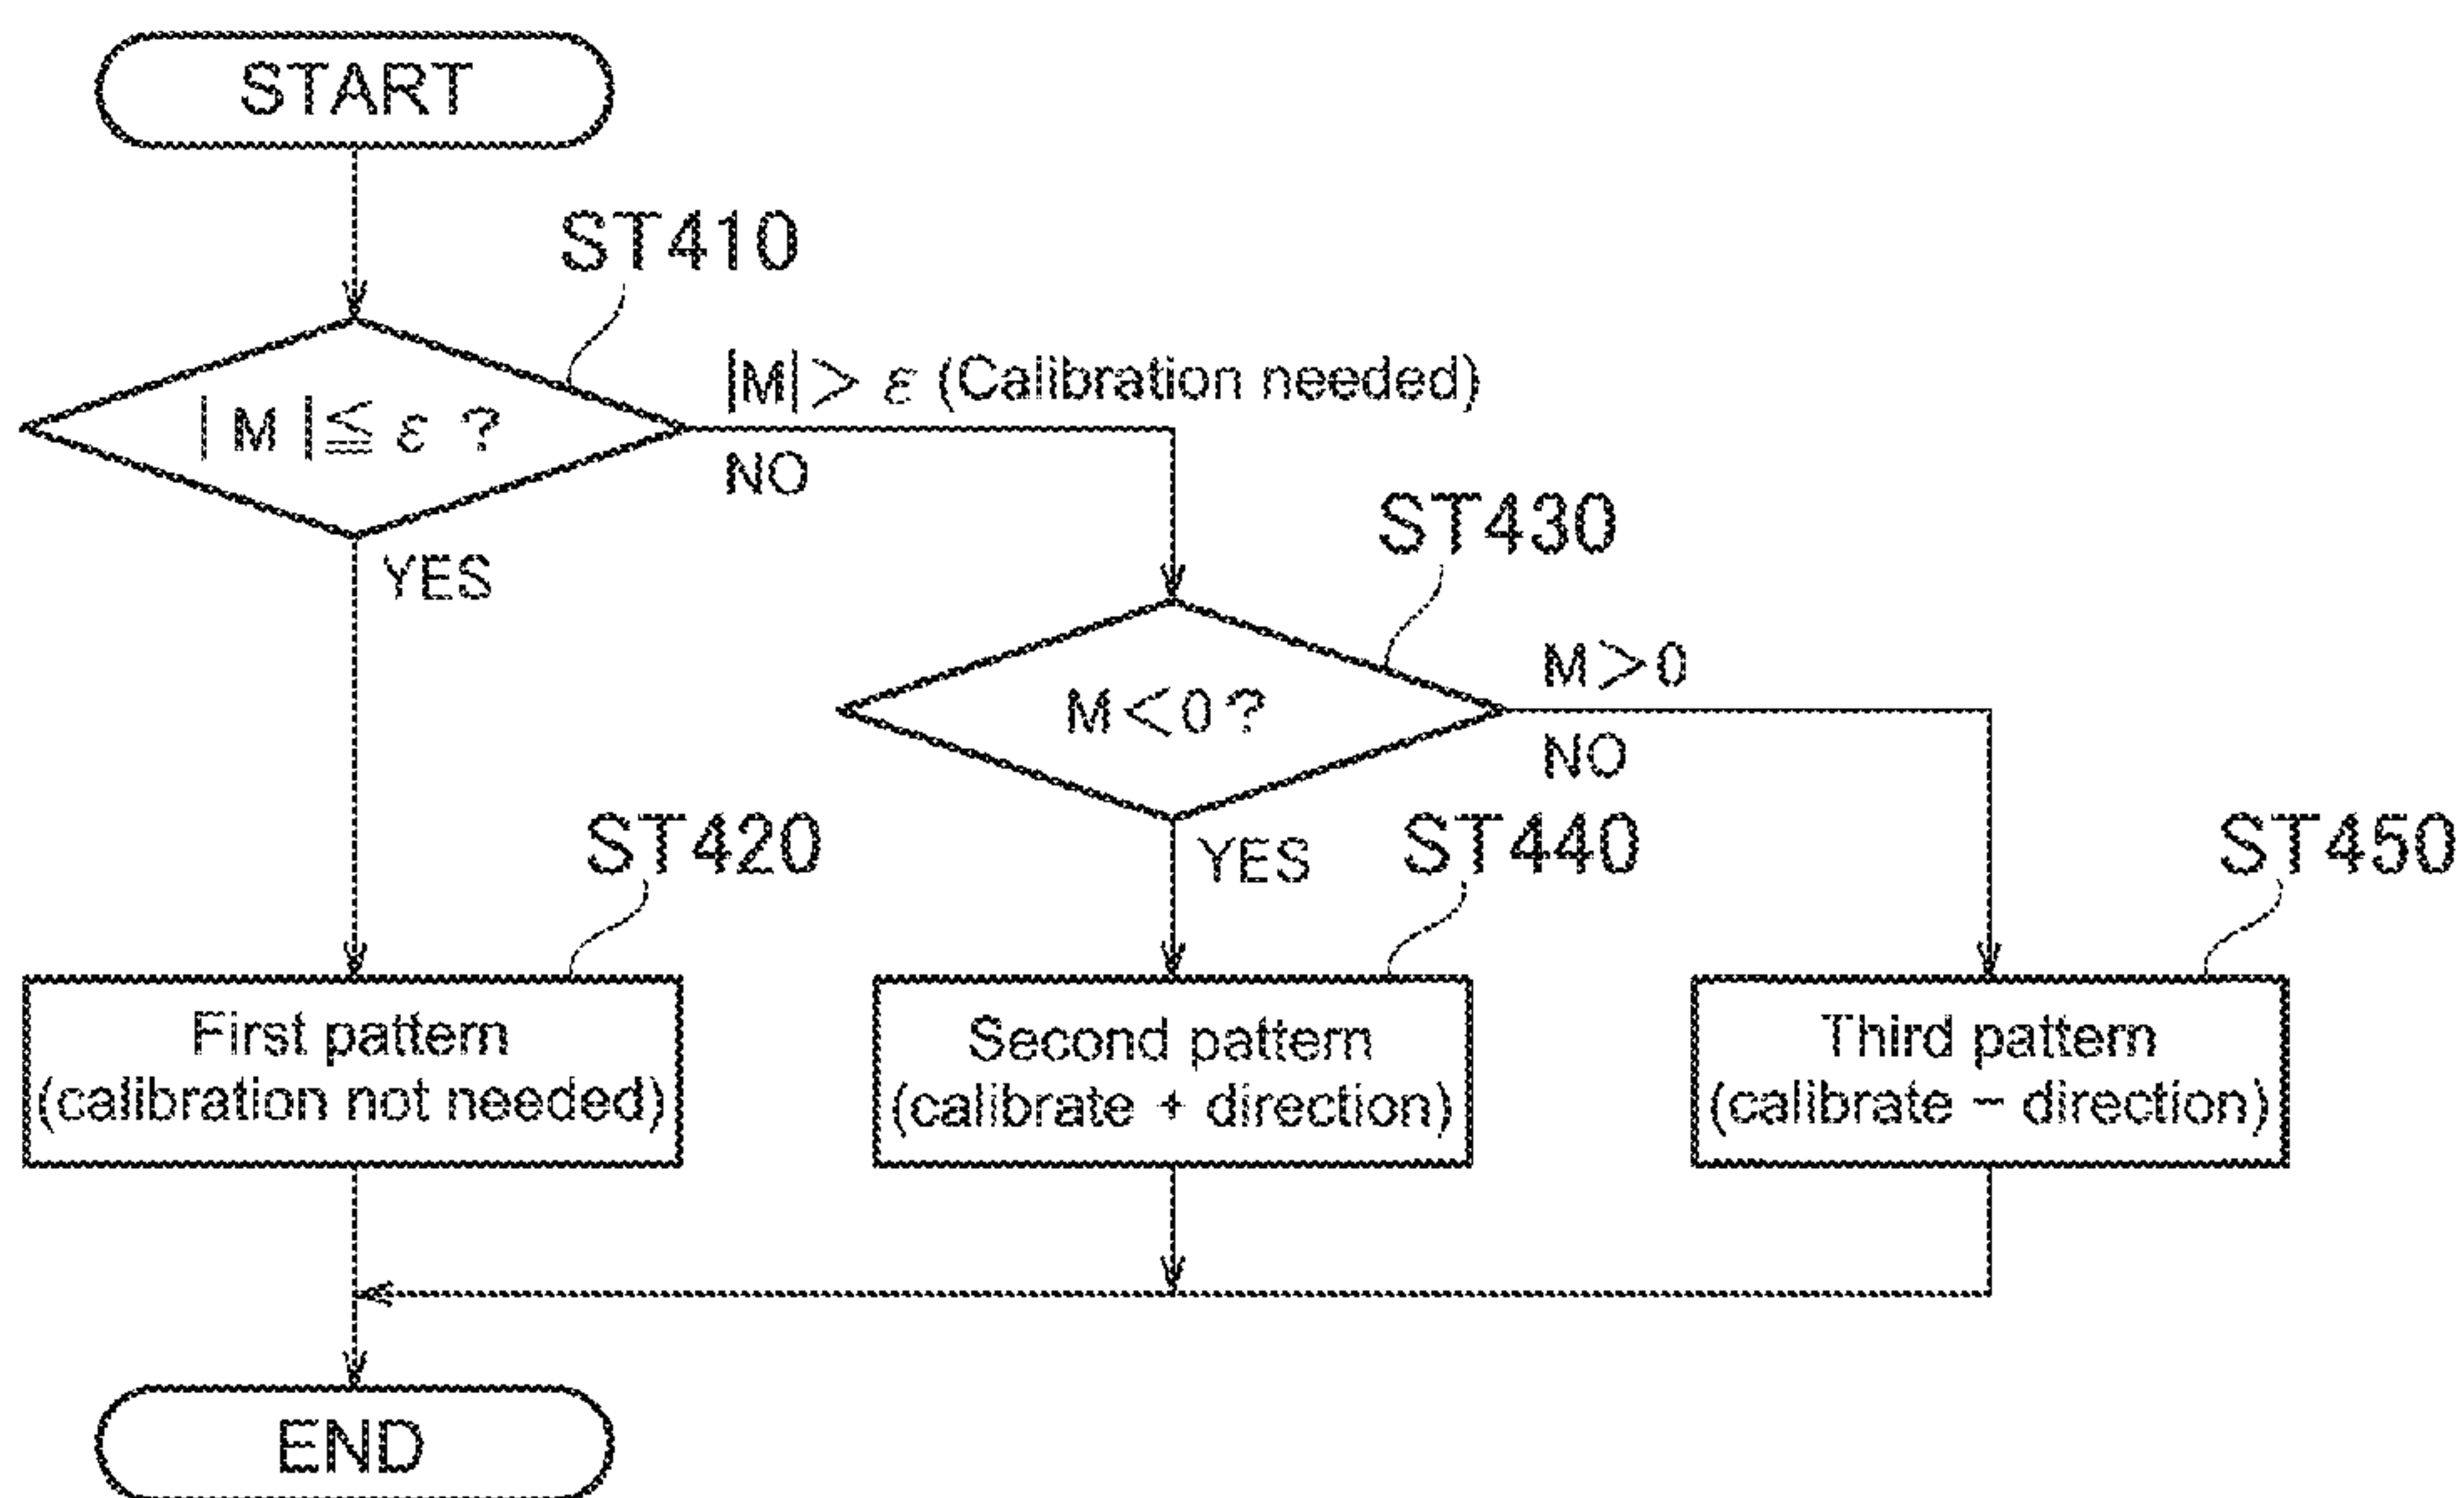 START
ST410
|M|> ε (Calibration needed)
| M |≦ ε ?
NO
YES
ST430
M>0
M<0?
NO
YES
ST420
ST440
ST450
First pattern
(calibration not needed)
Second pattern
(calibrate + direction)
Third pattern
(calibrate − direction)
END